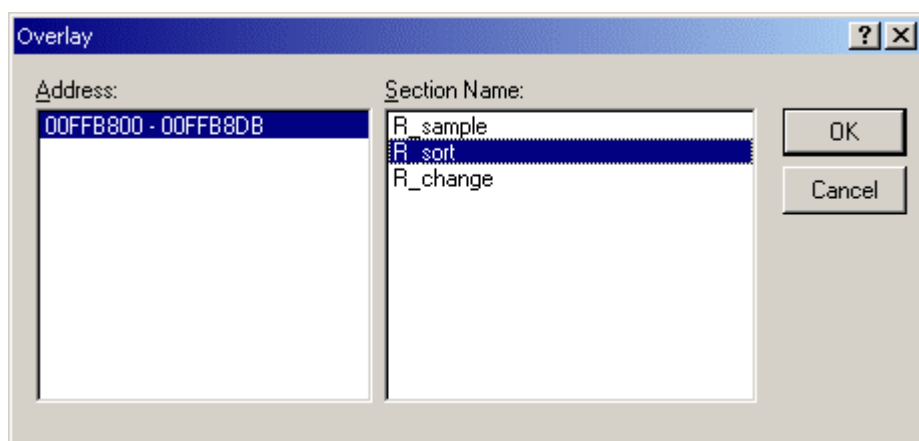 Overlay
Address:
00FFB800 - 00FFB8DB
Section Name:
R_sample
R_sort
R_change
OK
Cancel